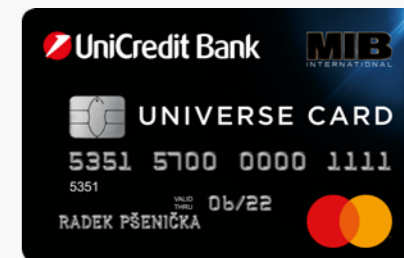 UniCredit Bank
MIB
INTERNATIONAL
UNIVERSE CARD
5351 5700 0000 1111
5351
VALID
THRU
06/22
RADEK PŠENIČKA